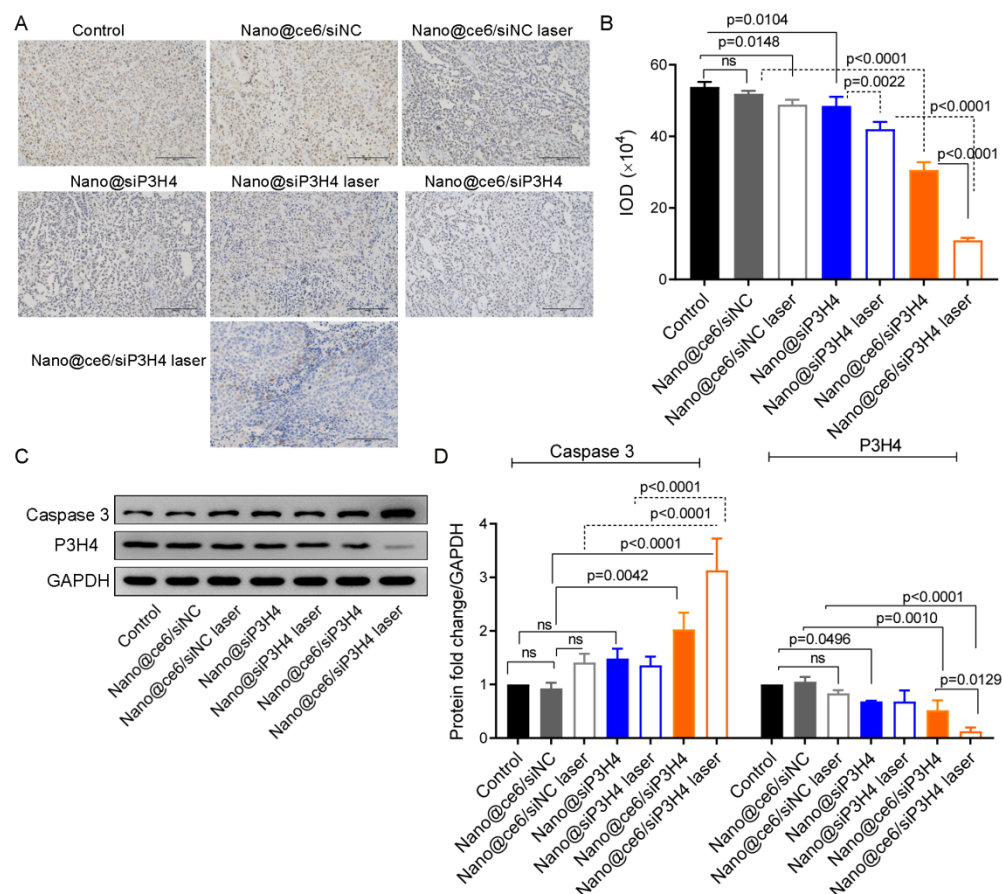 A
Control
Nano@ce6/siNC
Nano@ce6/siNC laser
Nano@siP3H4
Nano@siP3H4 laser
Nano@ce6/siP3H4
Nano@ce6/siP3H4 laser
B
p=0.0104
p=0.0148
ns
p<0.0001
p=0.0022
p<0.0001
p<0.0001
60
40
20
0
IOD (×10⁴)
Control
Nano@ce6/siNC
Nano@ce6/siNC laser
Nano@siP3H4
Nano@siP3H4 laser
Nano@ce6/siP3H4
Nano@ce6/siP3H4 laser
C
Caspase 3
P3H4
GAPDH
Control
Nano@ce6/siNC
Nano@ce6/siNC laser
Nano@siP3H4
Nano@siP3H4 laser
Nano@ce6/siP3H4
Nano@ce6/siP3H4 laser
D
Caspase 3
P3H4
p<0.0001
p<0.0001
p<0.0001
p=0.0042
ns
ns
p<0.0001
p=0.0010
p=0.0496
ns
p=0.0129
4
3
2
1
0
Protein fold change/GAPDH
Control
Nano@ce6/siNC
Nano@ce6/siNC laser
Nano@siP3H4
Nano@siP3H4 laser
Nano@ce6/siP3H4
Nano@ce6/siP3H4 laser
Control
Nano@ce6/siNC
Nano@ce6/siNC laser
Nano@siP3H4
Nano@siP3H4 laser
Nano@ce6/siP3H4
Nano@ce6/siP3H4 laser